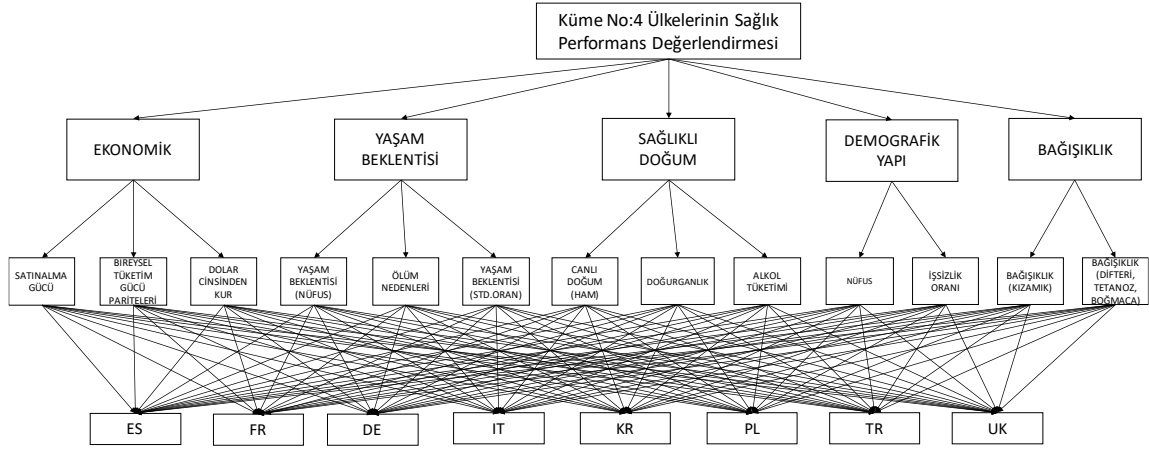 Küme No:4 Ülkelerinin Sağlık
Performans Değerlendirmesi
EKONOMİK
YAŞAM
BEKLENTİSİ
SAĞLIKLI
DOĞUM
DEMOGRAFİK
YAPI
BAĞIŞIKLIK
SATINALMA
GÜCÜ
BIREYSEL
TÜKETİM
GÜCÜ
PARİTELERİ
DOLAR
CİNSİNDEN
KUR
YAŞAM
BEKLENTİSİ
(NÜFUS)
ÖLÜM
NEDENLERİ
YAŞAM
BEKLENTİSİ
(STD.ORAN)
CANLI
DOĞUM
(HAM)
DOĞURGANLIK
ALKOL
TÜKETİMİ
NÜFUS
İŞSİZLİK
ORANI
BAĞIŞIKLIK
(KIZAMIK)
BAĞIŞIKLIK
(DİFTERİ,
TETANOZ,
BOĞMACA)
ES
FR
DE
IT
KR
PL
TR
UK